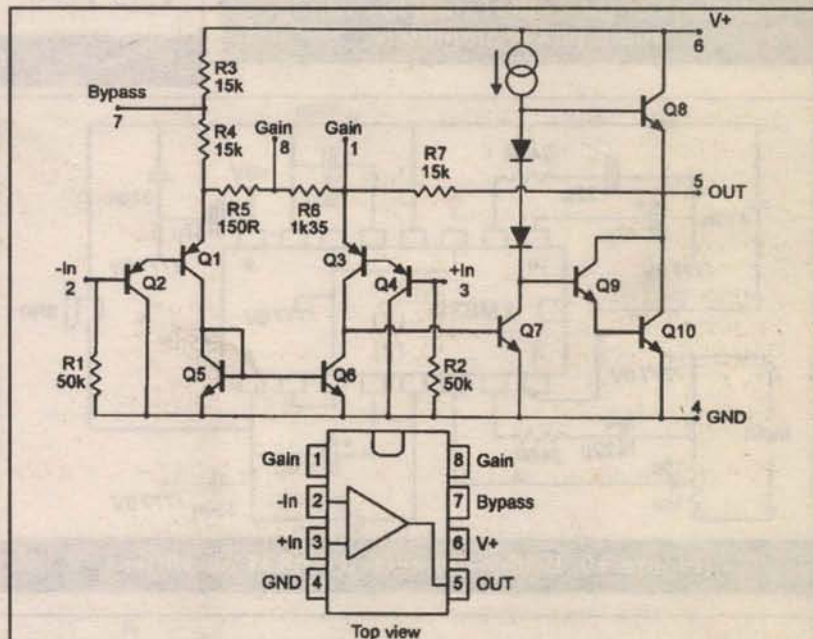 V+
6
R3
15k
Bypass
7
R4
15k
Gain
8
Gain
1
R7
15k
Q8
5
OUT
R5
150R
R6
1k35
Q1
Q3
-In
2
Q2
Q4
+In
3
Q9
Q7
Q10
R1
50k
Q5
Q6
R2
50k
4
GND
Gain 1
8 Gain
-In 2
7 Bypass
+In 3
6 V+
GND 4
5 OUT
Top view